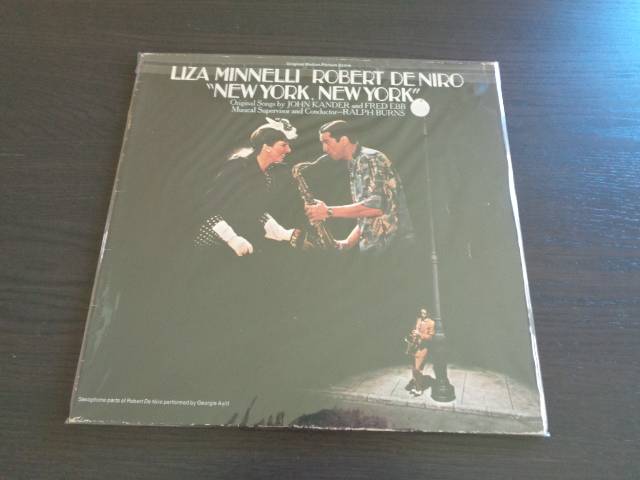 Original Motion Picture Score
LIZA MINNELLI ROBERT DE NIRO
"NEW YORK, NEW YORK"
Original Songs by JOHN KANDER and FRED EBB
Musical Supervisor and Conductor—RALPH BURNS
Saxophone parts of Robert De Niro performed by Georgie Auld